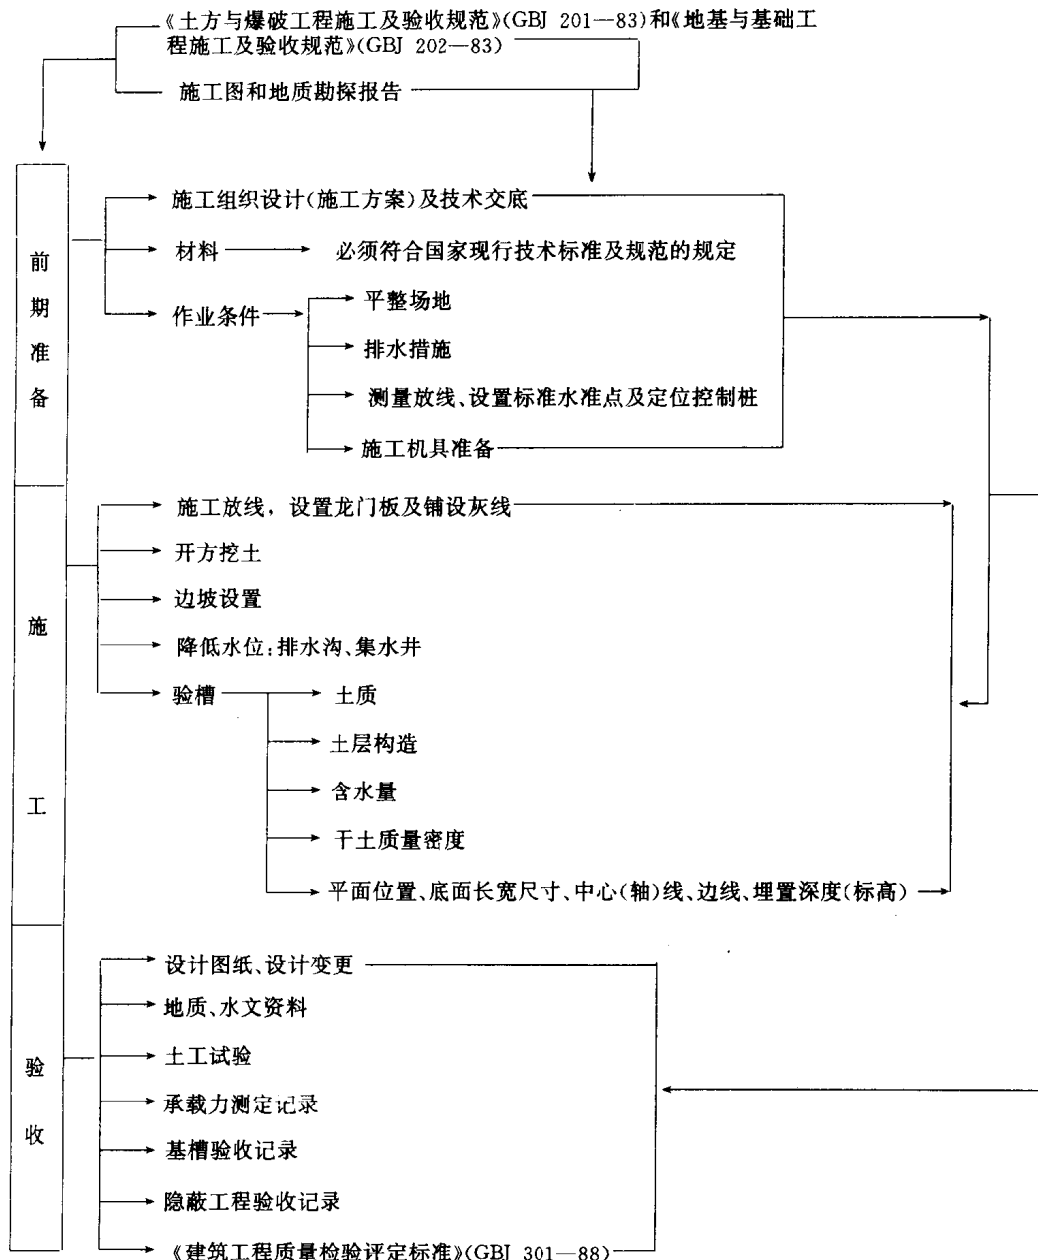 《土方与爆破工程施工及验收规范》(GBJ 201—83)和《地基与基础工
程施工及验收规范》(GBJ 202—83)
施工图和地质勘探报告
前期准备
施工组织设计(施工方案)及技术交底
材料 必须符合国家现行技术标准及规范的规定
作业条件
平整场地
排水措施
测量放线、设置标准水准点及定位控制桩
施工机具准备
施工
施工放线，设置龙门板及铺设灰线
开方挖土
边坡设置
降低水位:排水沟、集水井
验槽
土质
土层构造
含水量
干土质量密度
平面位置、底面长宽尺寸、中心(轴)线、边线、埋置深度(标高)
验收
设计图纸、设计变更
地质、水文资料
土工试验
承载力测定记录
基槽验收记录
隐蔽工程验收记录
《建筑工程质量检验评定标准》(GBJ 301—88)